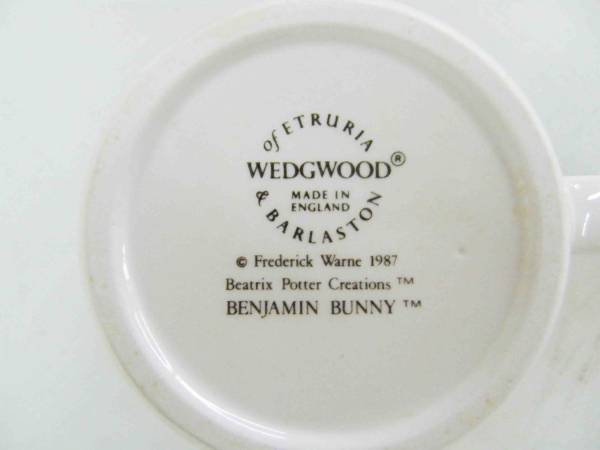 of ETRURIA
WEDGWOOD®
MADE IN
ENGLAND
& BARLASTON
© Frederick Warne 1987
Beatrix Potter Creations ™
BENJAMIN BUNNY ™